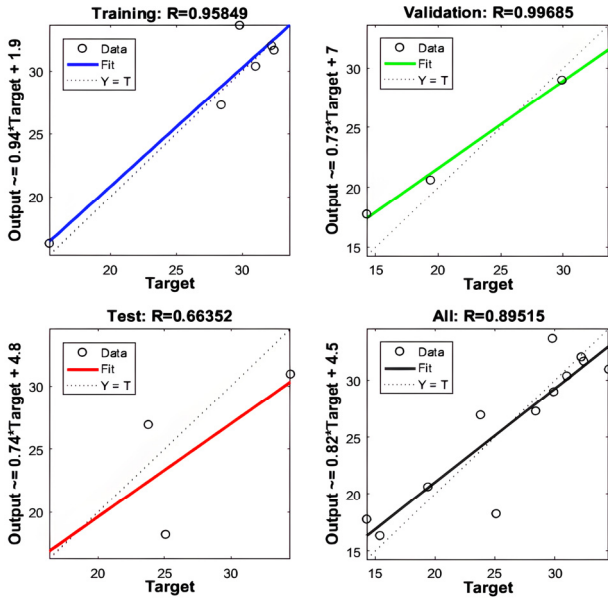 Training: R=0.95849
Output ~= 0.94*Target + 1.9
Data
Fit
Y = T
30
25
20
20
25
30
Target
Validation: R=0.99685
Output ~= 0.73*Target + 7
Data
Fit
Y = T
30
25
20
15
15
20
25
30
Target
Test: R=0.66352
Output ~= 0.74*Target + 4.8
Data
Fit
Y = T
30
25
20
20
25
30
Target
All: R=0.89515
Output ~= 0.82*Target + 4.5
Data
Fit
Y = T
30
25
20
15
15
20
25
30
Target